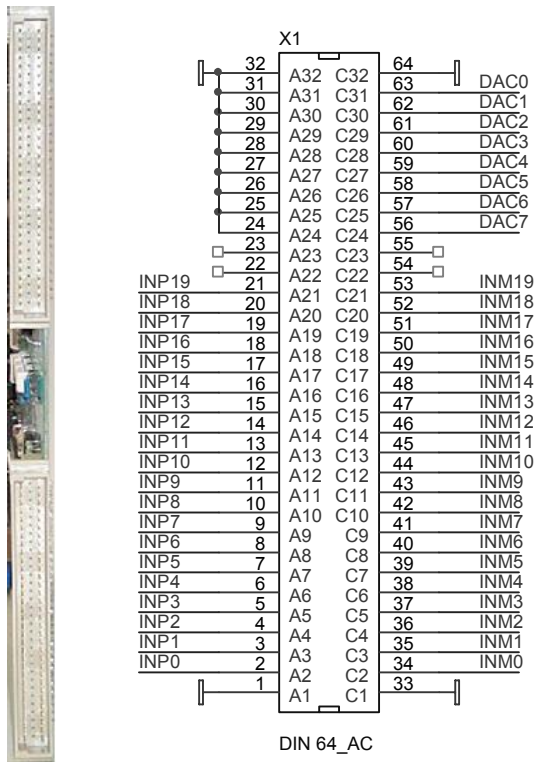 X1
32 A32 C32 64
31 A31 C31 63 DAC0
30 A30 C30 62 DAC1
29 A29 C29 61 DAC2
28 A28 C28 60 DAC3
27 A27 C27 59 DAC4
26 A26 C26 58 DAC5
25 A25 C25 57 DAC6
24 A24 C24 56 DAC7
23 A23 C23 55
22 A22 C22 54
INP19 21 A21 C21 53 INM19
INP18 20 A20 C20 52 INM18
INP17 19 A19 C19 51 INM17
INP16 18 A18 C18 50 INM16
INP15 17 A17 C17 49 INM15
INP14 16 A16 C16 48 INM14
INP13 15 A15 C15 47 INM13
INP12 14 A14 C14 46 INM12
INP11 13 A13 C13 45 INM11
INP10 12 A12 C12 44 INM10
INP9 11 A11 C11 43 INM9
INP8 10 A10 C10 42 INM8
INP7 9 A9 C9 41 INM7
INP6 8 A8 C8 40 INM6
INP5 7 A7 C7 39 INM5
INP4 6 A6 C6 38 INM4
INP3 5 A5 C5 37 INM3
INP2 4 A4 C4 36 INM2
INP1 3 A3 C3 35 INM1
INP0 2 A2 C2 34 INM0
1 A1 C1 33
DIN 64_AC